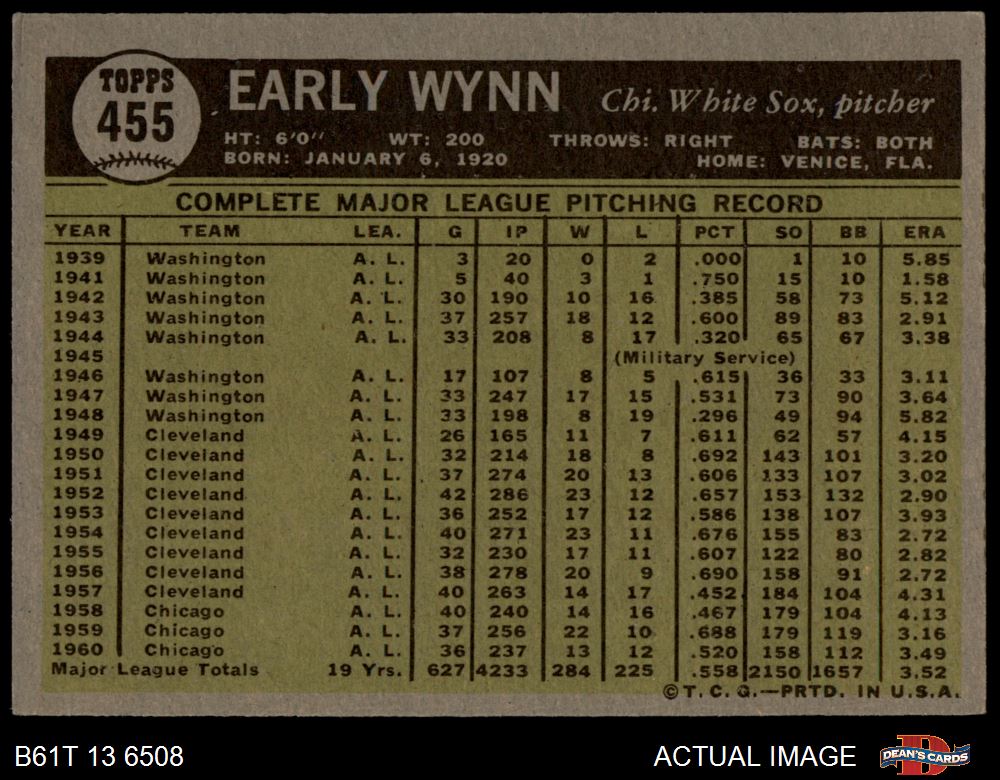 TOPPS
455
EARLY WYNN Chi. White Sox, pitcher
HT: 6'0" WT: 200 THROWS: RIGHT BATS: BOTH
BORN: JANUARY 6, 1920 HOME: VENICE, FLA.
COMPLETE MAJOR LEAGUE PITCHING RECORD
YEAR TEAM LEA. G IP W L PCT SO BB ERA
1939 Washington A. L. 3 20 0 2 .000 1 10 5.85
1941 Washington A. L. 5 40 3 1 .750 15 10 1.58
1942 Washington A. L. 30 190 10 16 .385 58 73 5.12
1943 Washington A. L. 37 257 18 12 .600 89 83 2.91
1944 Washington A. L. 33 208 8 17 .320 65 67 3.38
1945 (Military Service)
1946 Washington A. L. 17 107 8 5 .615 36 33 3.11
1947 Washington A. L. 33 247 17 15 .531 73 90 3.64
1948 Washington A. L. 33 198 8 19 .296 49 94 5.82
1949 Cleveland A. L. 26 165 11 7 .611 62 57 4.15
1950 Cleveland A. L. 32 214 18 8 .692 143 101 3.20
1951 Cleveland A. L. 37 274 20 13 .606 133 107 3.02
1952 Cleveland A. L. 42 286 23 12 .657 153 132 2.90
1953 Cleveland A. L. 36 252 17 12 .586 138 107 3.93
1954 Cleveland A. L. 40 271 23 11 .676 155 83 2.72
1955 Cleveland A. L. 32 230 17 11 .607 122 80 2.82
1956 Cleveland A. L. 38 278 20 9 .690 158 91 2.72
1957 Cleveland A. L. 40 263 14 17 .452 184 104 4.31
1958 Chicago A. L. 40 240 14 16 .467 179 104 4.13
1959 Chicago A. L. 37 256 22 10 .688 179 119 3.16
1960 Chicago A. L. 36 237 13 12 .520 158 112 3.49
Major League Totals 19 Yrs. 627 4233 284 225 .558 2150 1657 3.52
© T. C. G.—PRTD. IN U.S.A.
B61T 13 6508 ACTUAL IMAGE DEAN'S CARDS